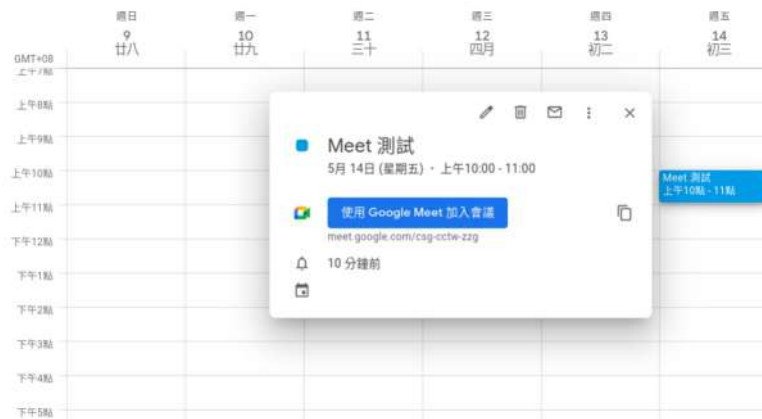 週日
9
廿八
週一
10
廿九
週二
11
三十
週三
12
四月
週四
13
初二
週五
14
初三
GMT+08
上午7點
上午8點
上午9點
上午10點
上午11點
下午12點
下午1點
下午2點
下午3點
下午4點
下午5點
Meet 測試
5月 14日 (星期五) · 上午10:00 - 11:00
使用 Google Meet 加入會議
meet.google.com/csg-cctw-zzg
10 分鐘前
Meet 測試
上午10點 - 11點